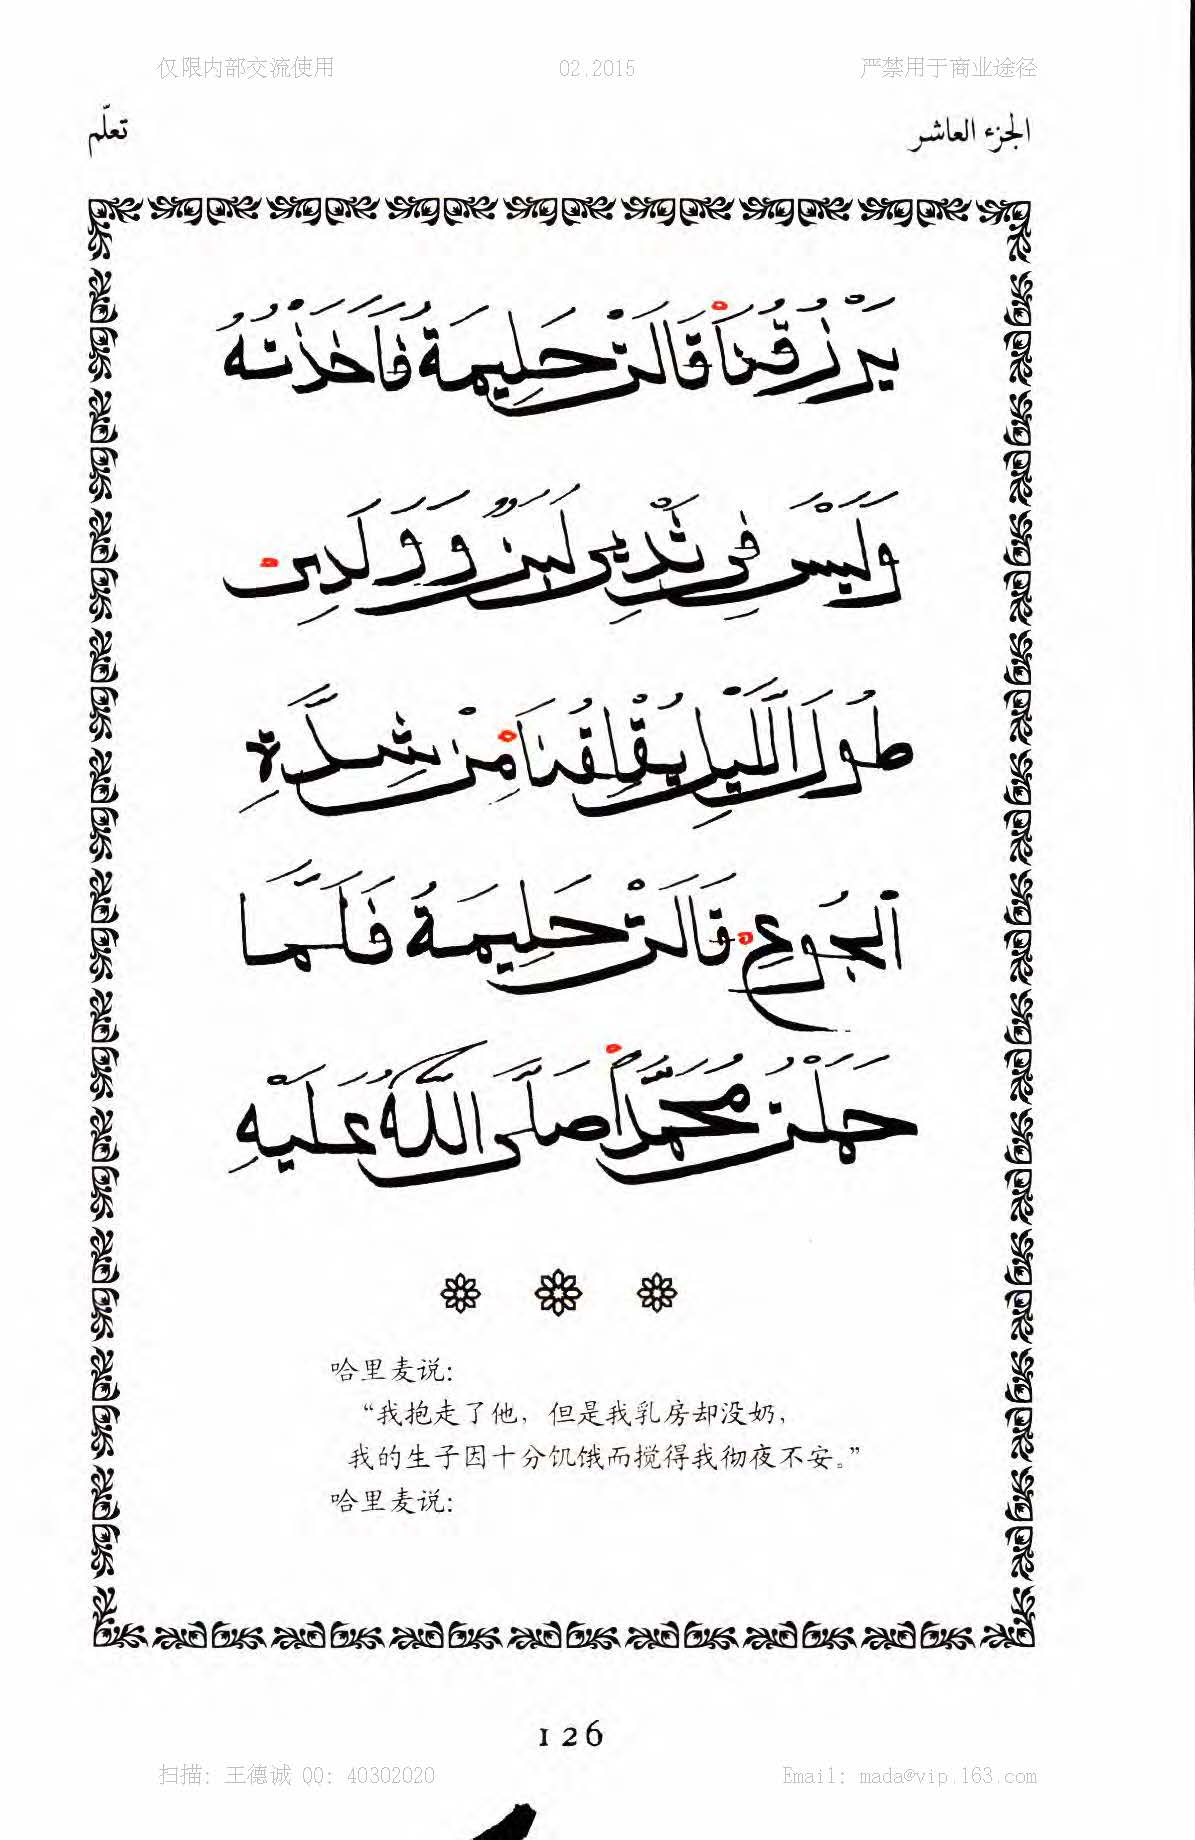 仅限内部交流使用 02.2015 严禁用于商业途径
الجزء العاشر تعلّم
يَرْزُقُنَا قَالَتْ حَلِيمَةُ فَاَخَذْتُهُ
وَلَيْسَ فِي ثَدْيِي لَبَنٌ وَ وَلَدِي
طُولَ اللَّيْلِ يُقْلِقُنَا مِنْ شِدَّةِ
الْجُوعِ قَالَتْ حَلِيمَةُ فَلَمَّا
حَمَلْتُ مُحَمَّداً صَلَّى اللَّهُ عَلَيْهِ
哈里麦说：
“我抱走了他，但是我乳房却没奶，
我的生子因十分饥饿而搅得我彻夜不安。”
哈里麦说：
126
扫描: 王德诚 QQ: 40302020 Email: mada@vip.163.com